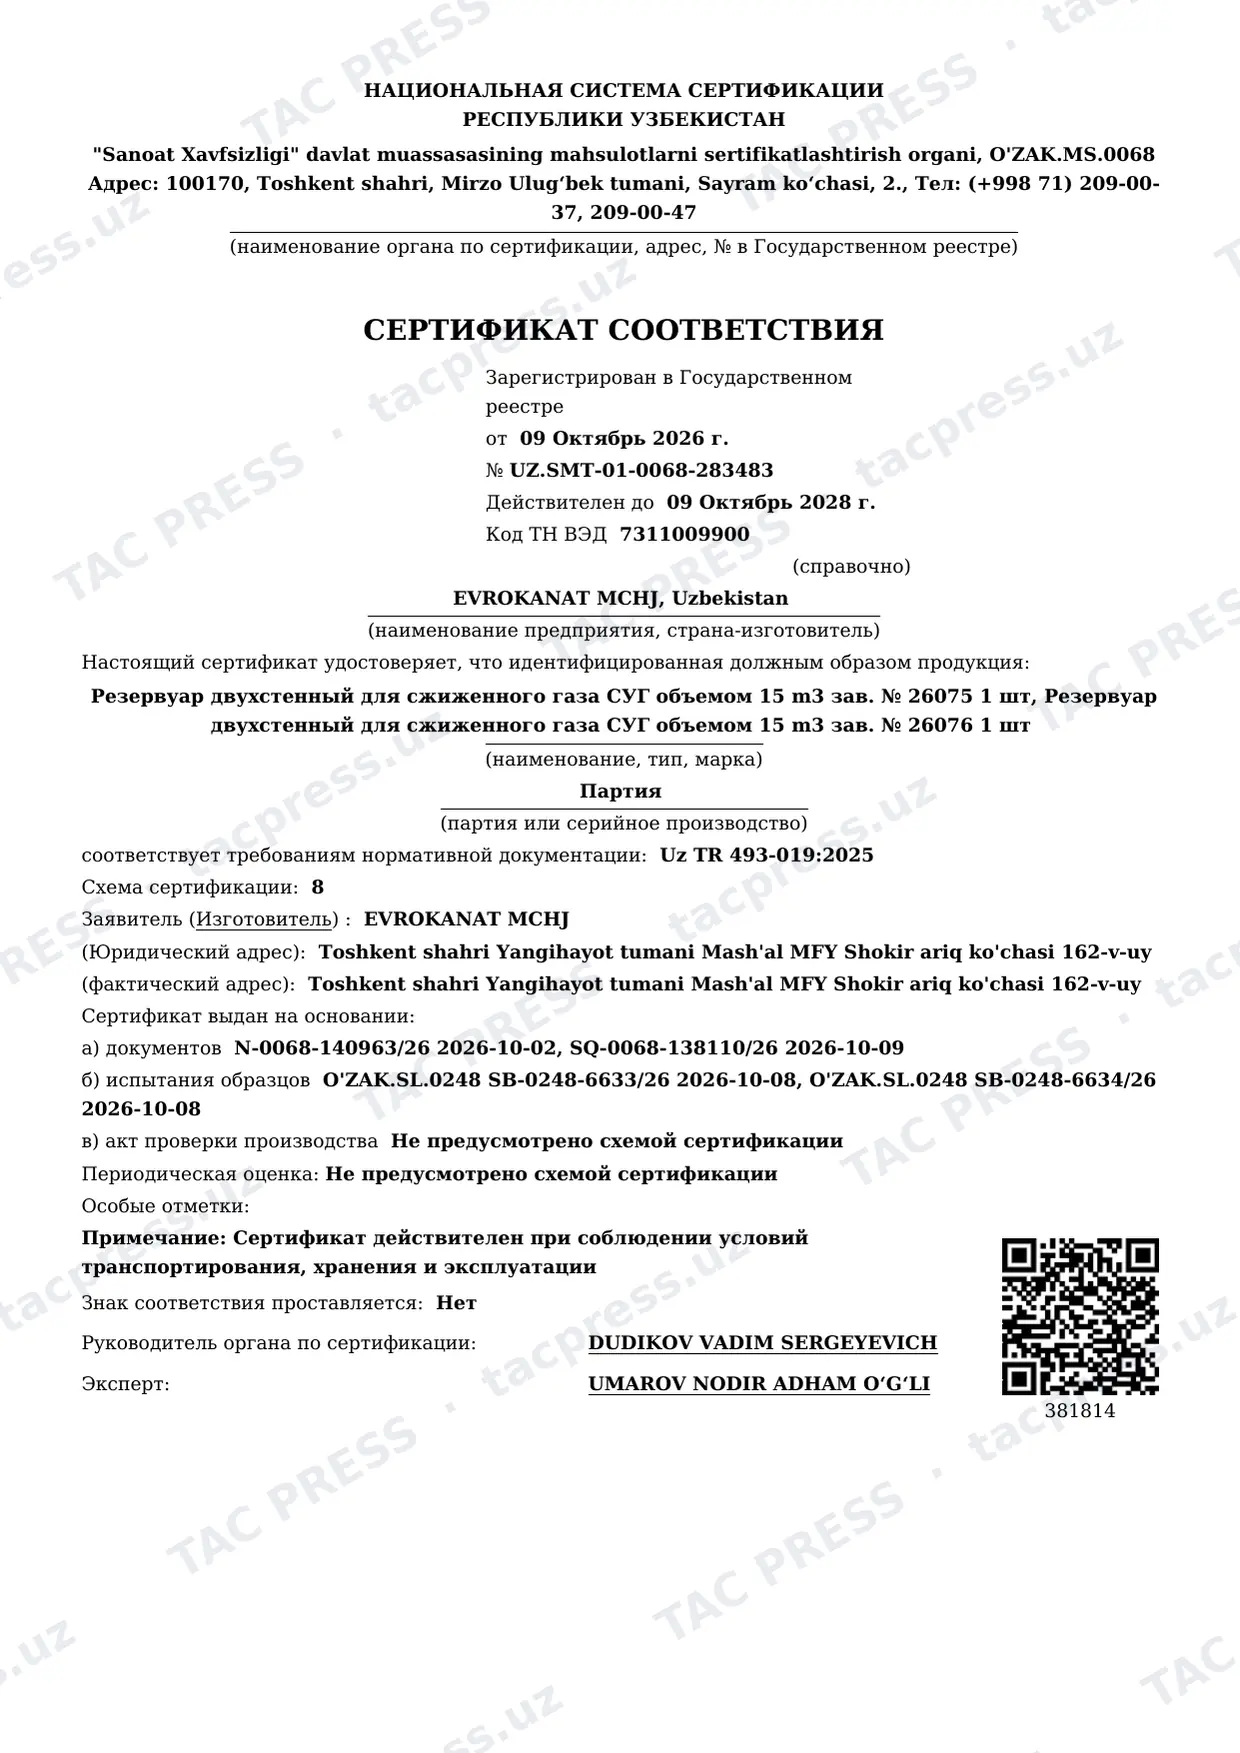 НАЦИОНАЛЬНАЯ СИСТЕМА СЕРТИФИКАЦИИ
РЕСПУБЛИКИ УЗБЕКИСТАН
"Sanoat Xavfsizligi" davlat muassasasining mahsulotlarni sertifikatlashtirish organi, O'ZAK.MS.0068
Адрес: 100170, Toshkent shahri, Mirzo Ulug‘bek tumani, Sayram ko‘chasi, 2., Тел: (+998 71) 209-00-
37, 209-00-47
(наименование органа по сертификации, адрес, № в Государственном реестре)
СЕРТИФИКАТ СООТВЕТСТВИЯ
Зарегистрирован в Государственном
реестре
от 09 Октябрь 2026 г.
№ UZ.SMT-01-0068-283483
Действителен до 09 Октябрь 2028 г.
Код ТН ВЭД 7311009900
(справочно)
EVROKANAT MCHJ, Uzbekistan
(наименование предприятия, страна-изготовитель)
Настоящий сертификат удостоверяет, что идентифицированная должным образом продукция:
Резервуар двухстенный для сжиженного газа СУГ объемом 15 m3 зав. № 26075 1 шт, Резервуар
двухстенный для сжиженного газа СУГ объемом 15 m3 зав. № 26076 1 шт
(наименование, тип, марка)
Партия
(партия или серийное производство)
соответствует требованиям нормативной документации: Uz TR 493-019:2025
Схема сертификации: 8
Заявитель (Изготовитель) : EVROKANAT MCHJ
(Юридический адрес): Toshkent shahri Yangihayot tumani Mash'al MFY Shokir ariq ko'chasi 162-v-uy
(фактический адрес): Toshkent shahri Yangihayot tumani Mash'al MFY Shokir ariq ko'chasi 162-v-uy
Сертификат выдан на основании:
а) документов N-0068-140963/26 2026-10-02, SQ-0068-138110/26 2026-10-09
б) испытания образцов O'ZAK.SL.0248 SB-0248-6633/26 2026-10-08, O'ZAK.SL.0248 SB-0248-6634/26
2026-10-08
в) акт проверки производства Не предусмотрено схемой сертификации
Периодическая оценка: Не предусмотрено схемой сертификации
Особые отметки:
Примечание: Сертификат действителен при соблюдении условий
транспортирования, хранения и эксплуатации
Знак соответствия проставляется: Нет
Руководитель органа по сертификации: DUDIKOV VADIM SERGEYEVICH
Эксперт: UMAROV NODIR ADHAM O‘G‘LI
381814
TAC PRESS · tacpress.uz